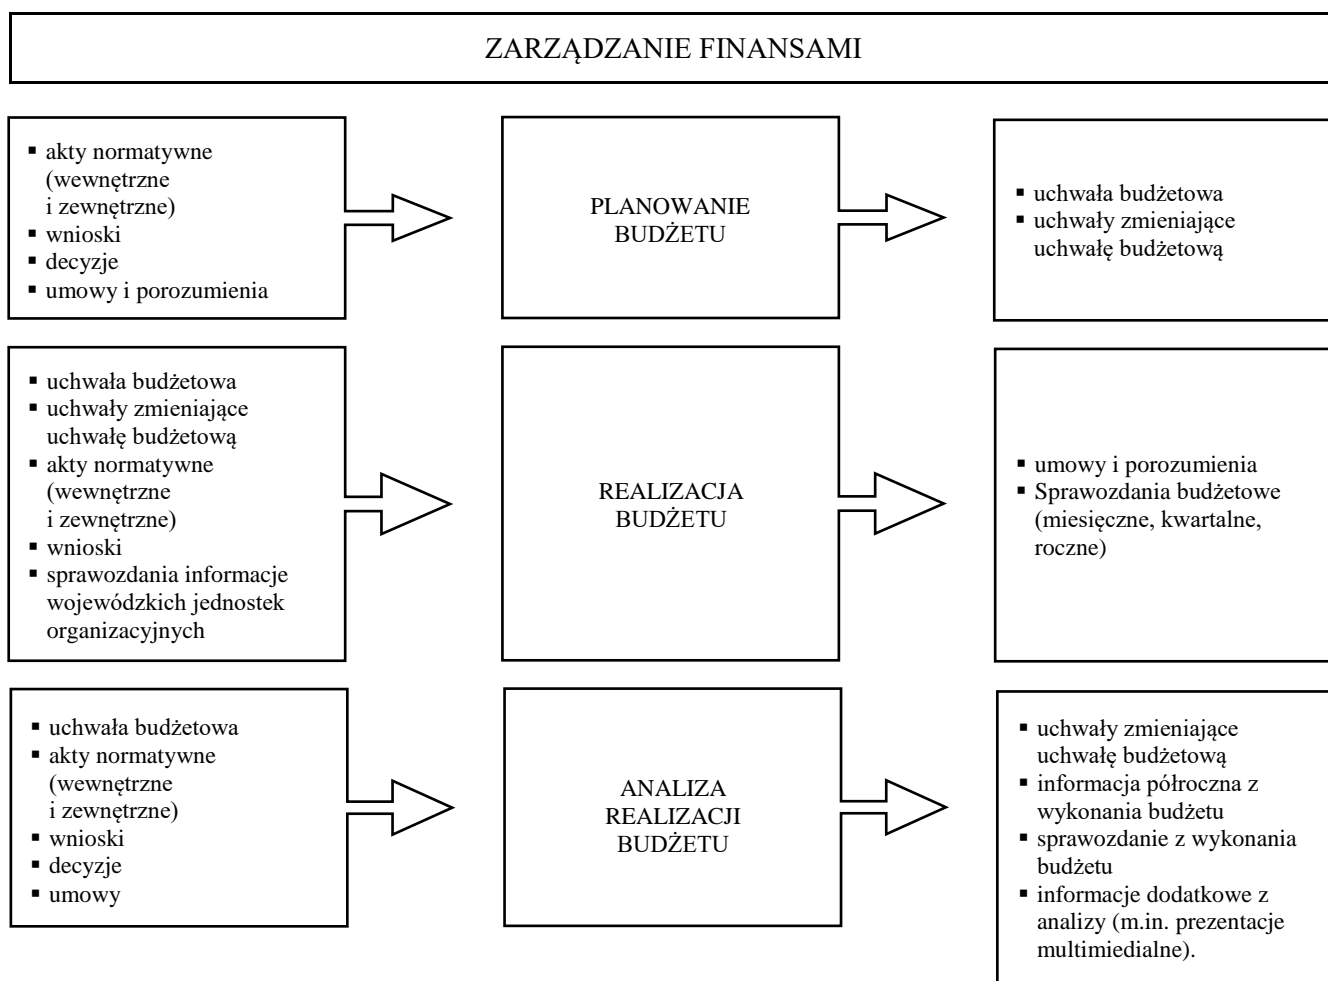 ZARZĄDZANIE FINANSAMI
▪ akty normatywne
(wewnętrzne
i zewnętrzne)
▪ wnioski
▪ decyzje
▪ umowy i porozumienia
PLANOWANIE
BUDŻETU
▪ uchwała budżetowa
▪ uchwały zmieniające
uchwałę budżetową
▪ uchwała budżetowa
▪ uchwały zmieniające
uchwałę budżetową
▪ akty normatywne
(wewnętrzne
i zewnętrzne)
▪ wnioski
▪ sprawozdania informacje
wojewódzkich jednostek
organizacyjnych
REALIZACJA
BUDŻETU
▪ umowy i porozumienia
▪ Sprawozdania budżetowe
(miesięczne, kwartalne,
roczne)
▪ uchwała budżetowa
▪ akty normatywne
(wewnętrzne
i zewnętrzne)
▪ wnioski
▪ decyzje
▪ umowy
ANALIZA
REALIZACJI
BUDŻETU
▪ uchwały zmieniające
uchwałę budżetową
▪ informacja półroczna z
wykonania budżetu
▪ sprawozdanie z wykonania
budżetu
▪ informacje dodatkowe z
analizy (m.in. prezentacje
multimiedialne).